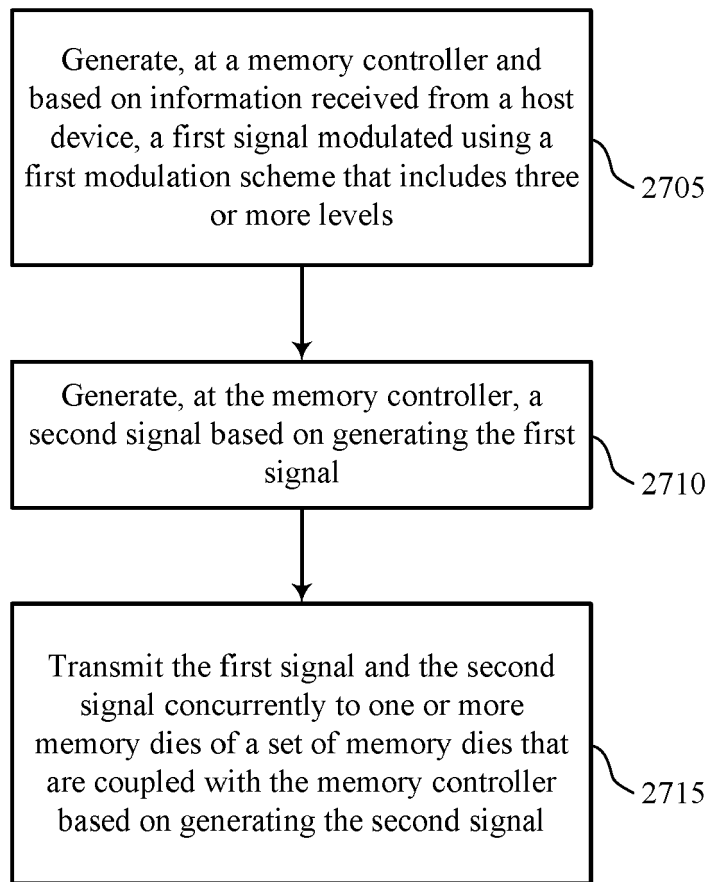 Generate, at a memory controller and
based on information received from a host
device, a first signal modulated using a
first modulation scheme that includes three
or more levels
2705
Generate, at the memory controller, a
second signal based on generating the first
signal
2710
Transmit the first signal and the second
signal concurrently to one or more
memory dies of a set of memory dies that
are coupled with the memory controller
based on generating the second signal
2715